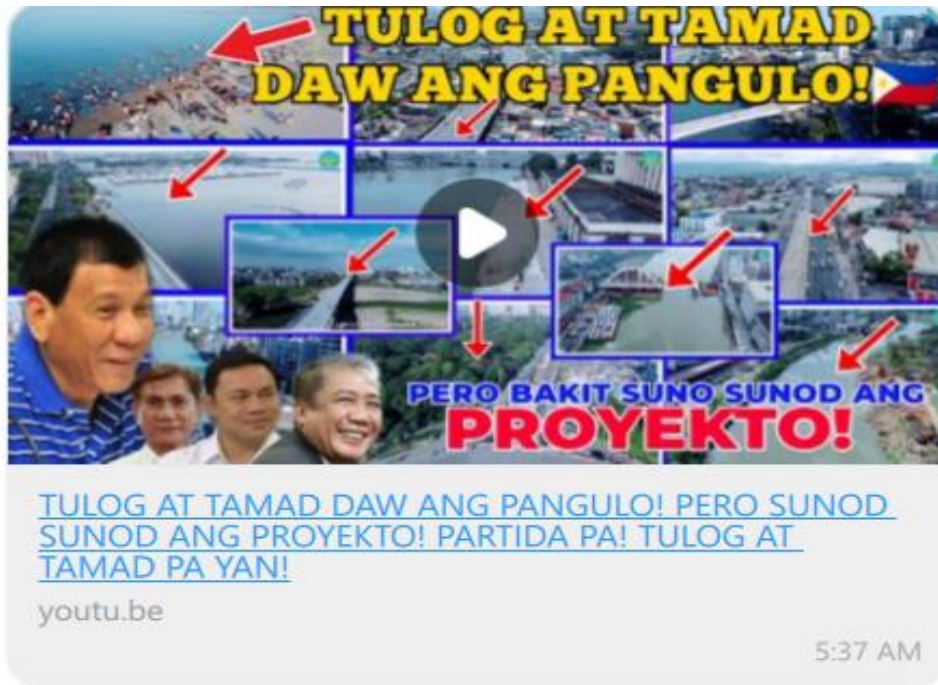 TULOG AT TAMAD
DAW ANG PANGULO!
PERO BAKIT SUNO SUNOD ANG
PROYEKTO!
TULOG AT TAMAD DAW ANG PANGULO! PERO SUNOD
SUNOD ANG PROYEKTO! PARTIDA PA! TULOG AT
TAMAD PA YAN!
youtu.be
5:37 AM